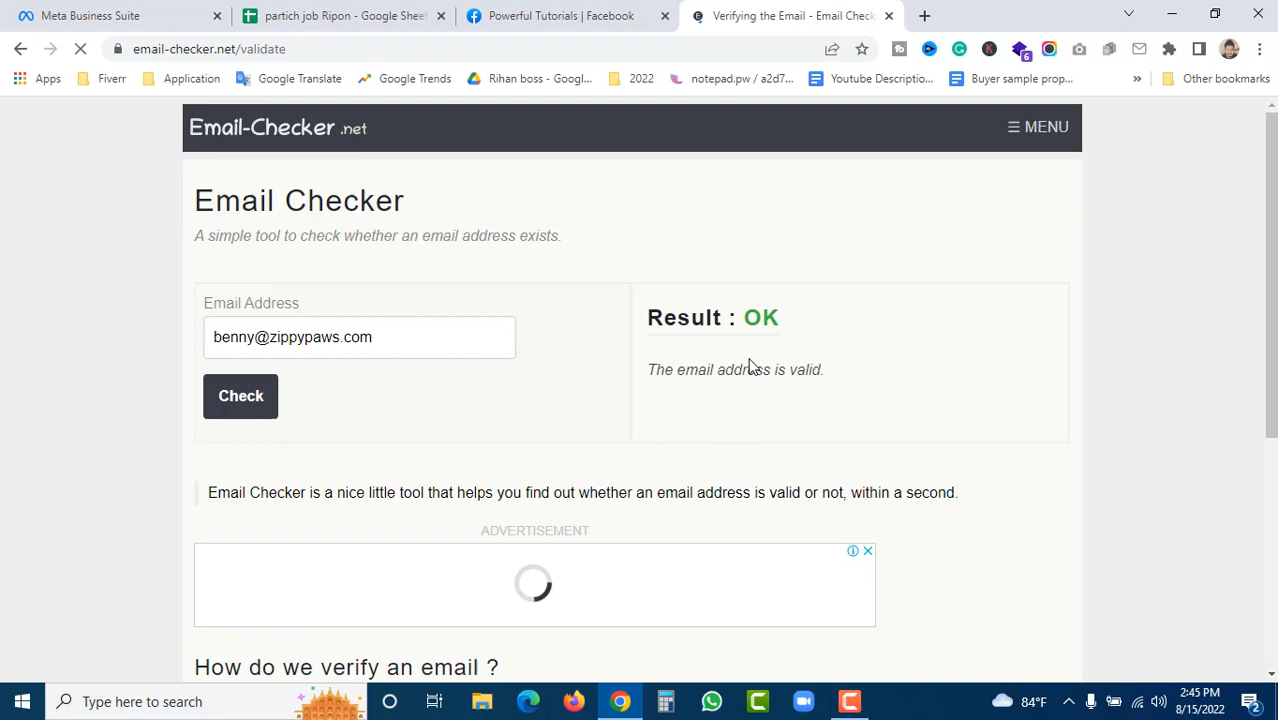 Meta Business Suite
partich job Ripon - Google Sheet
Powerful Tutorials | Facebook
Verifying the Email - Email Check
email-checker.net/validate
6
Apps
Fiverr
Application
Google Translate
Google Trends
Rihan boss - Googl...
2022
notepad.pw / a2d7...
Youtube Descriptio...
Buyer sample prop...
»
Other bookmarks
Email-Checker .net
☰ MENU
Email Checker
A simple tool to check whether an email address exists.
Email Address
benny@zippypaws.com
Check
Result : OK
The email address is valid.
Email Checker is a nice little tool that helps you find out whether an email address is valid or not, within a second.
ADVERTISEMENT
How do we verify an email ?
Type here to search
84°F
2:45 PM
8/15/2022
2